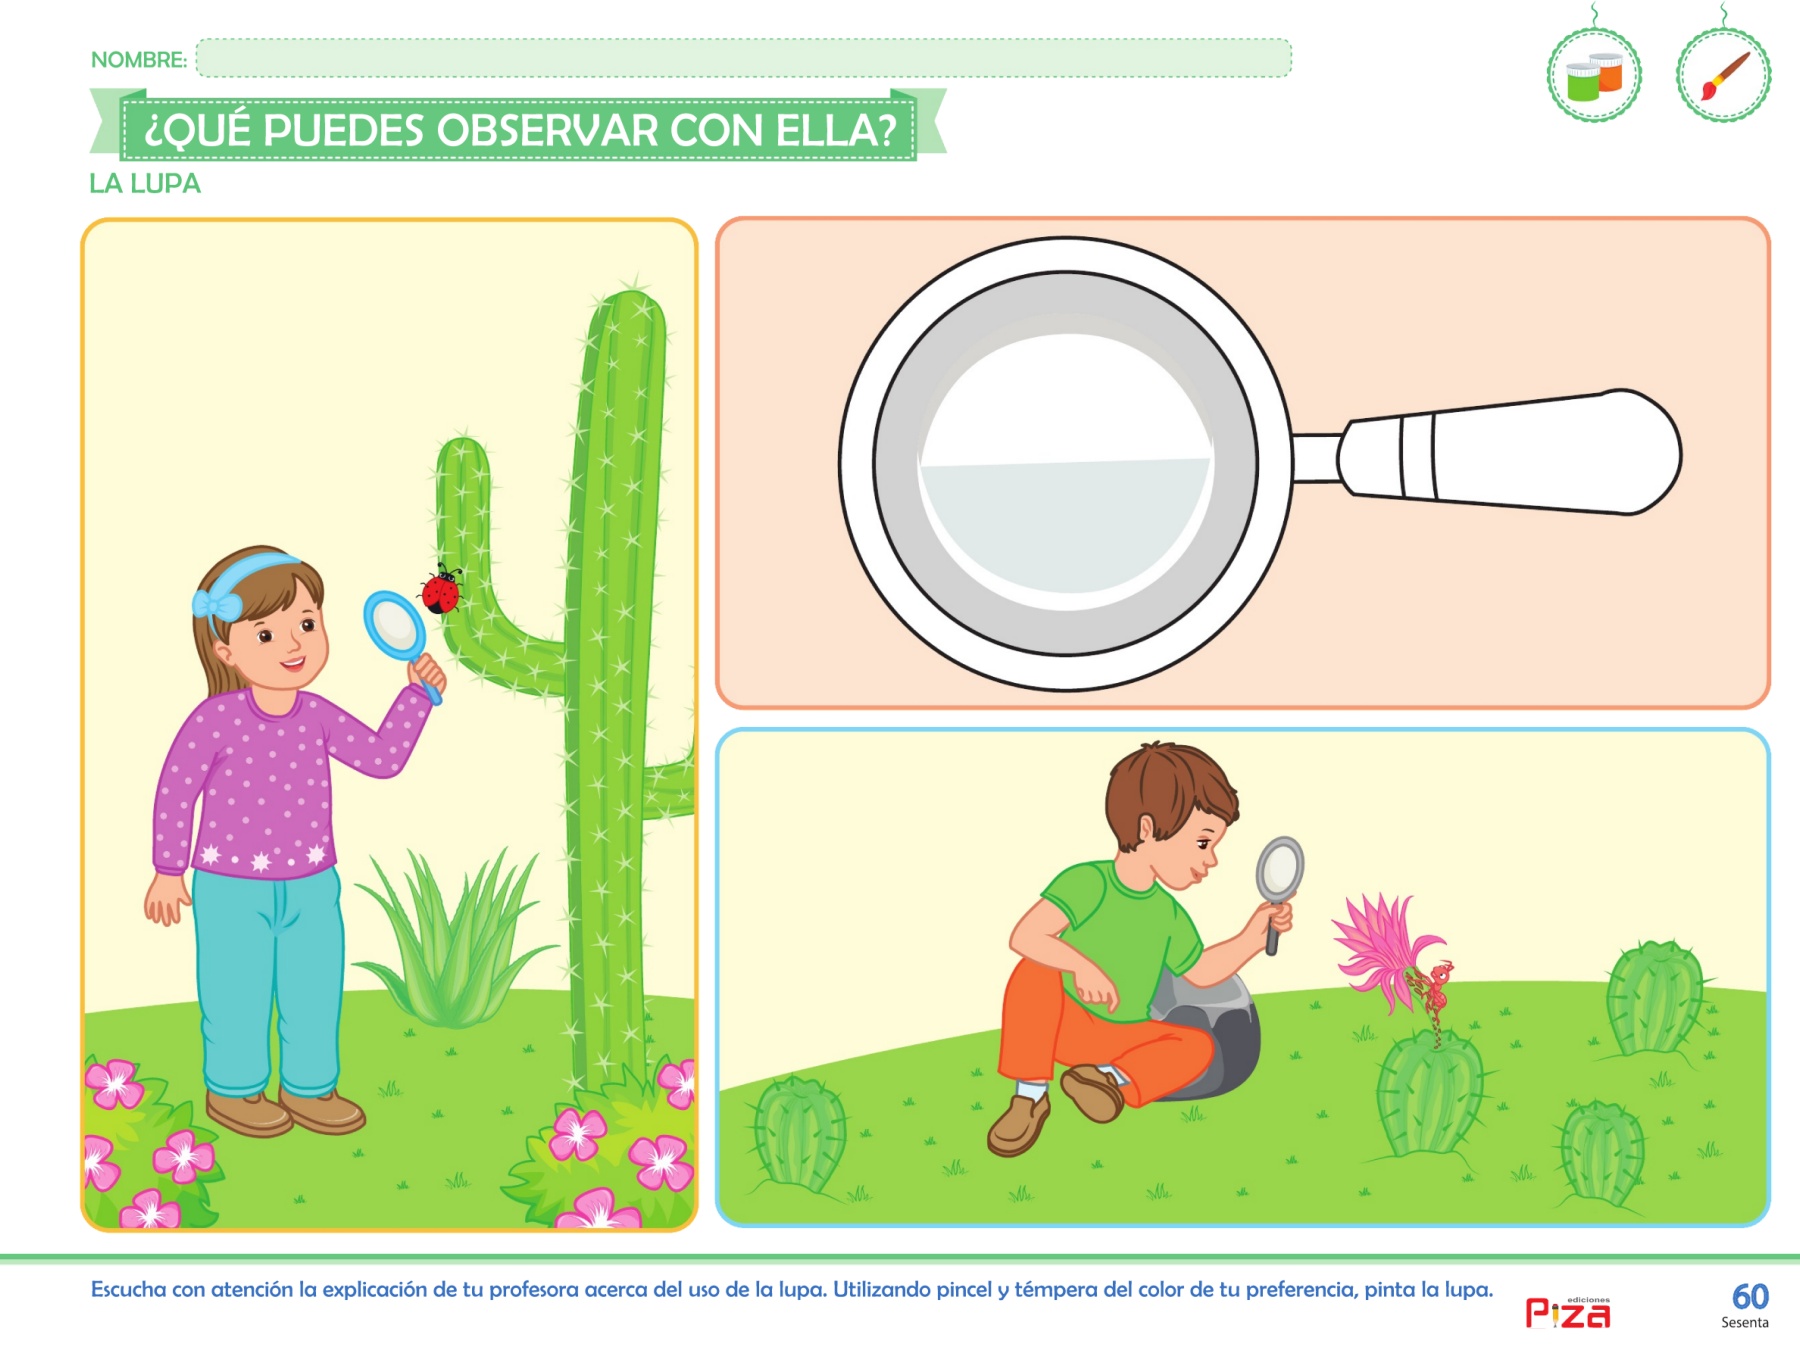 NOMBRE:
¿QUÉ PUEDES OBSERVAR CON ELLA?
LA LUPA
Escucha con atención la explicación de tu profesora acerca del uso de la lupa. Utilizando pincel y témpera del color de tu preferencia, pinta la lupa.
ediciones
Piza
60
Sesenta